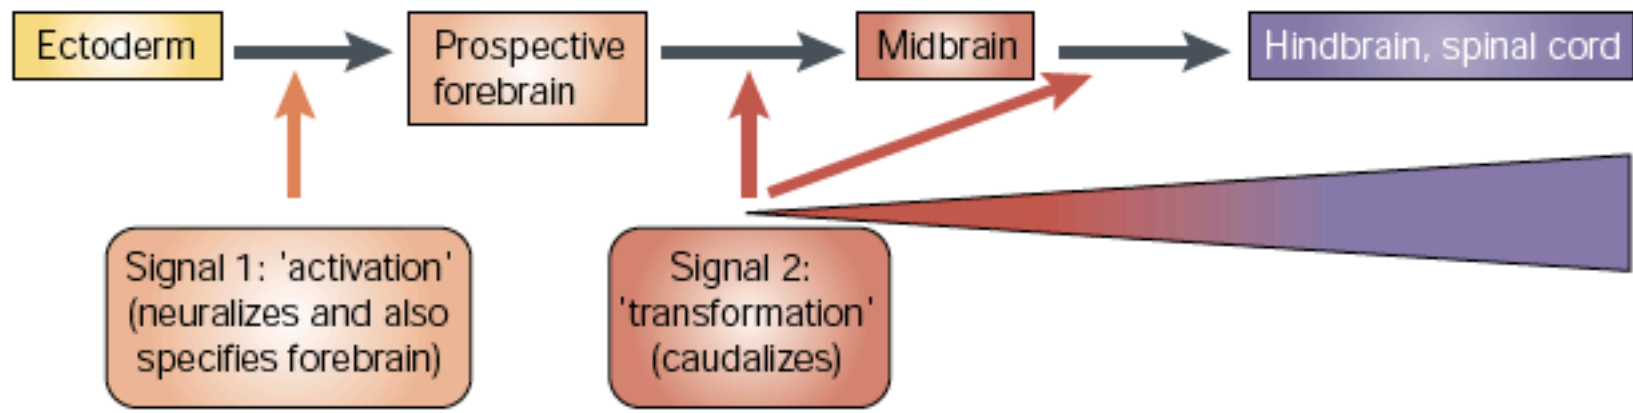 Ectoderm
Prospective
forebrain
Midbrain
Hindbrain, spinal cord
Signal 1: 'activation'
(neuralizes and also
specifies forebrain)
Signal 2:
'transformation'
(caudalizes)